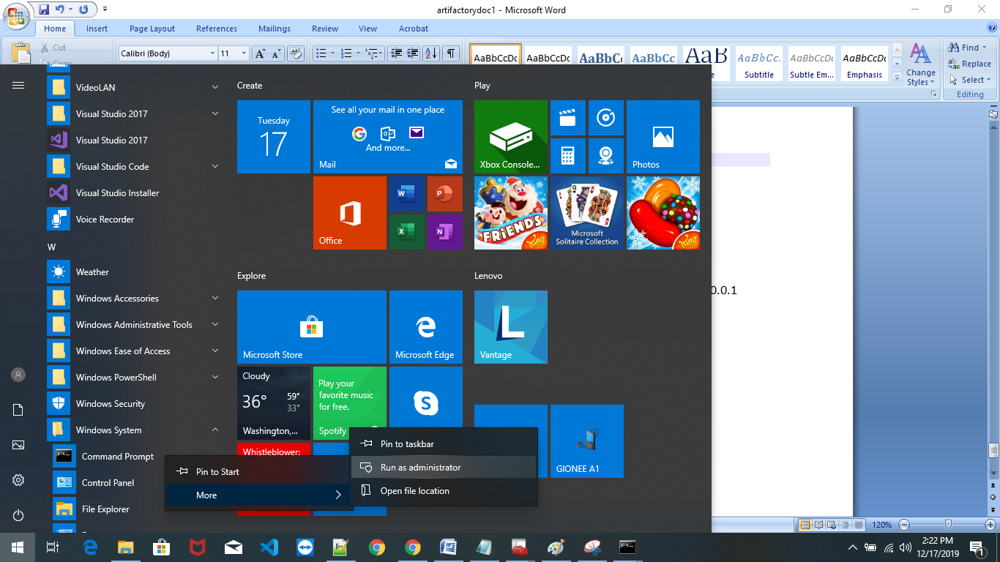 artifactorydoc1 - Microsoft Word
Home Insert Page Layout References Mailings Review View Acrobat
Cut
Copy
Calibri (Body) 11
AaBbCcDc AaBbCcDc AaBbC AaBbCc AaB AaBbCc. AaBbCcDc AaBbCcDc
Subtitle Subtle Em... Emphasis
Change Styles
Find
Replace
Select
Editing
VideoLAN
Visual Studio 2017
Visual Studio 2017
Visual Studio Code
Visual Studio Installer
Voice Recorder
W
Weather
Windows Accessories
Windows Administrative Tools
Windows Ease of Access
Windows PowerShell
Windows Security
Windows System
Command Prompt
Control Panel
File Explorer
Create
Tuesday
17
See all your mail in one place
And more...
Mail
Office
Play
Xbox Console...
Photos
FRIENDS
King
Microsoft
Solitaire Collection
King
Explore
Microsoft Store
Microsoft Edge
Cloudy
36° 59°
33°
Washington,...
Play your
favorite music
for free.
Spotify
Whistleblower:
Lenovo
L
Vantage
GIONEE A1
Pin to Start
More
Pin to taskbar
Run as administrator
Open file location
0.0.1
120%
2:22 PM
12/17/2019
1